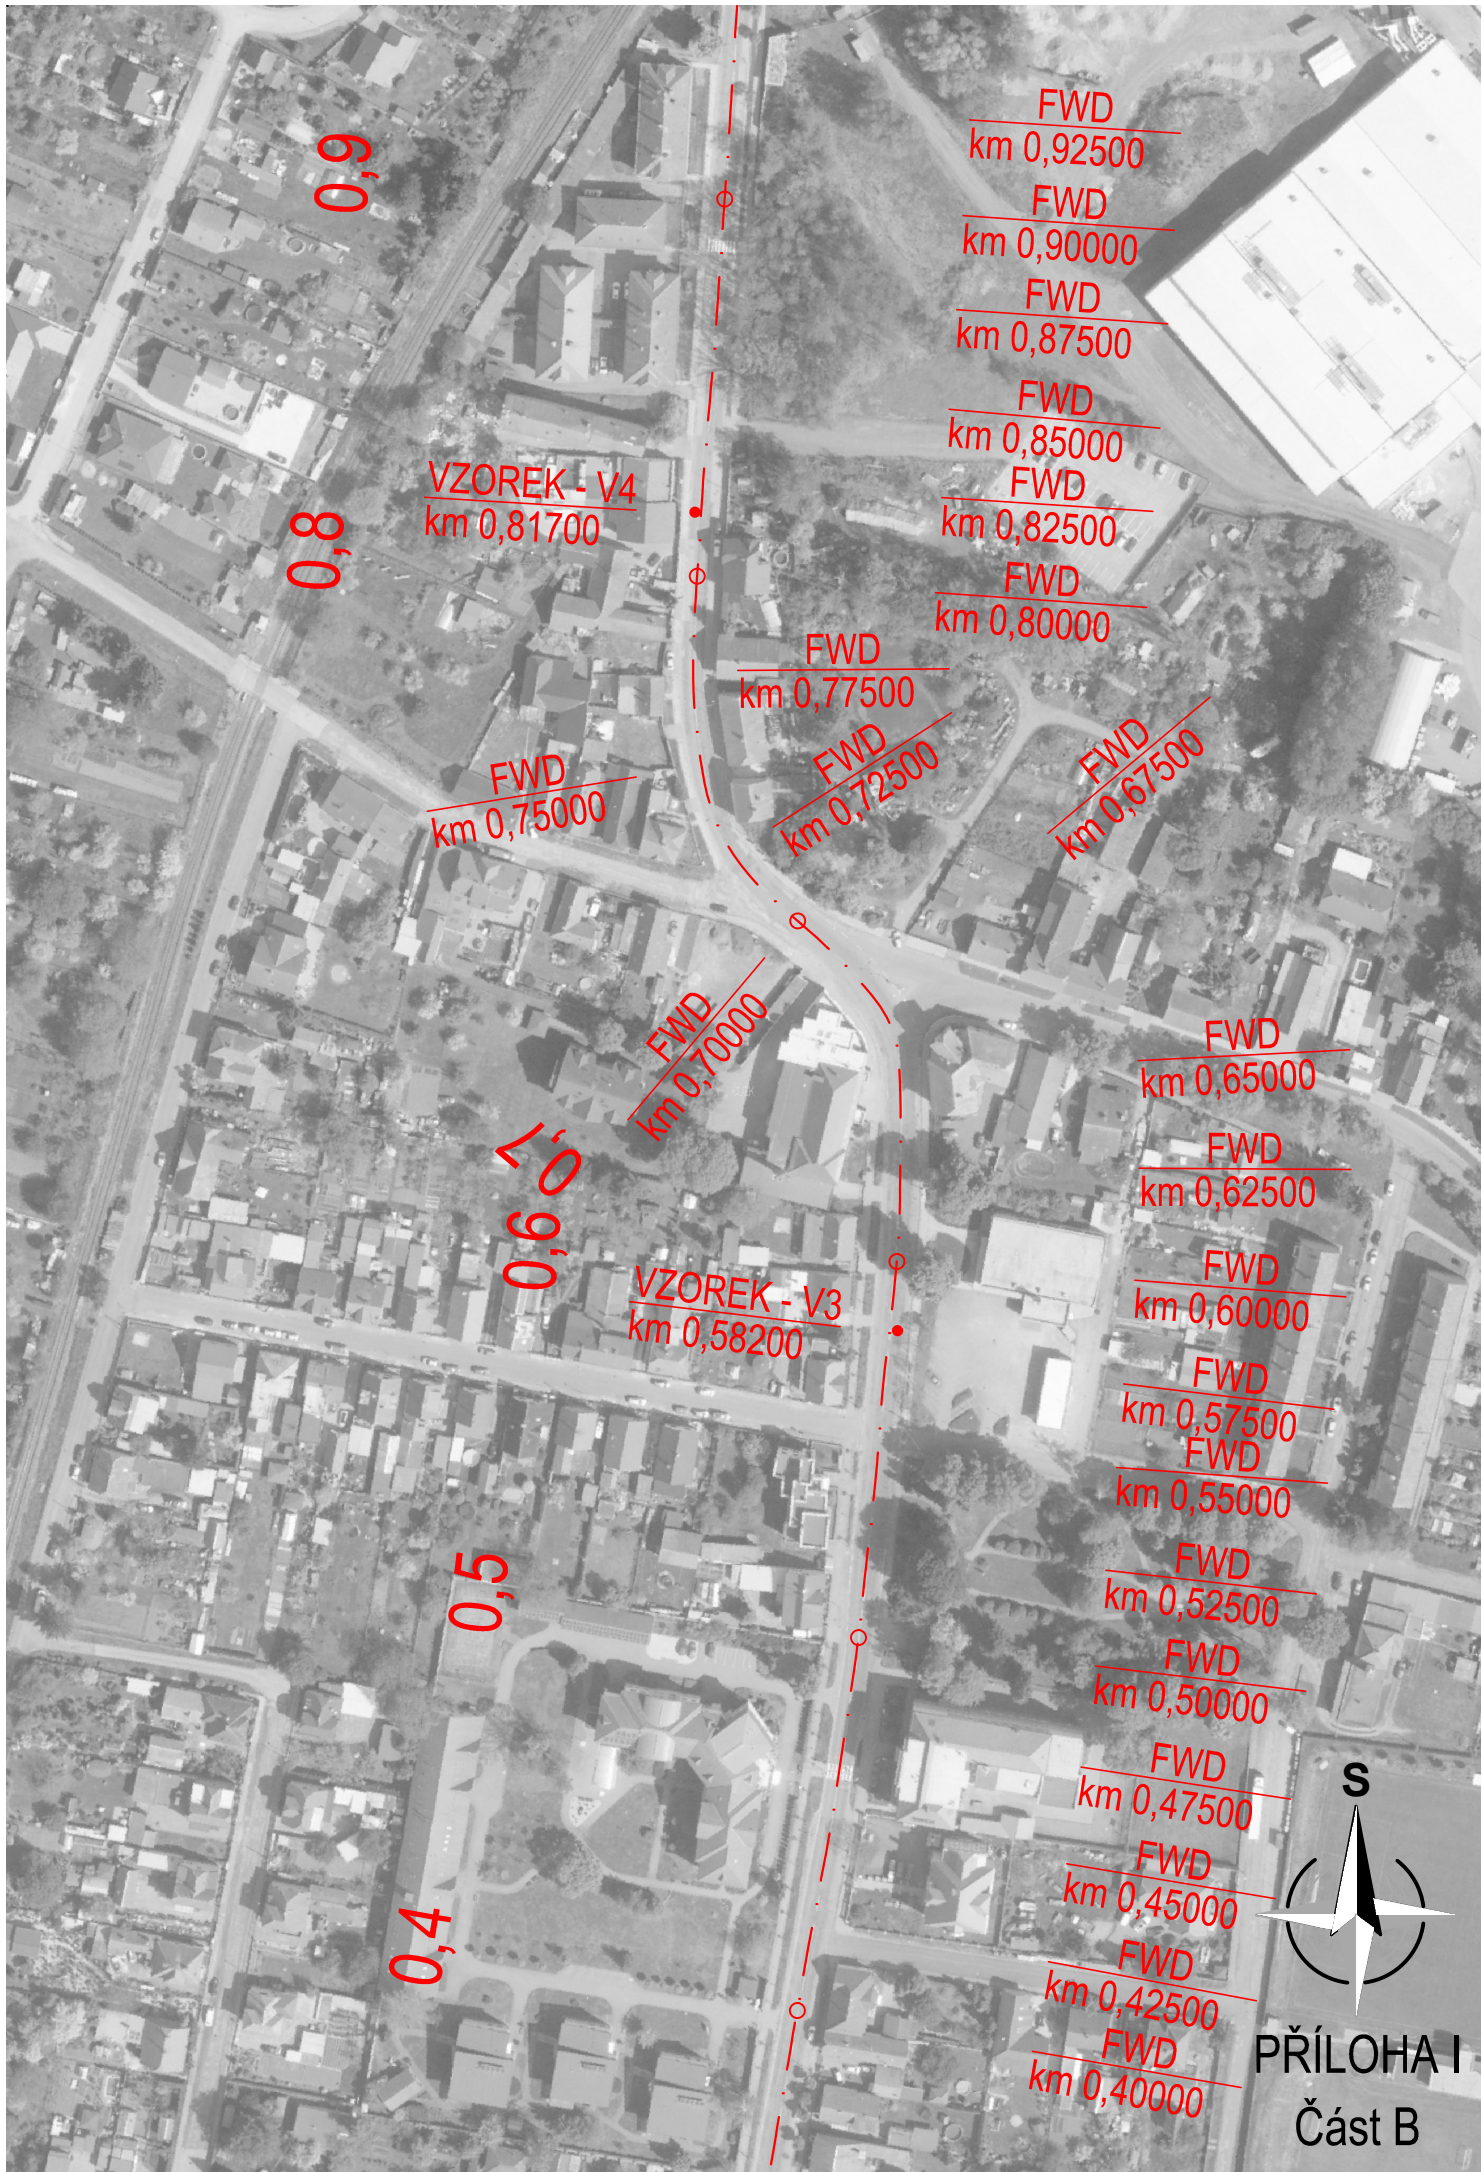 FWD
km 0,92500
0,9
FWD
km 0,90000
FWD
km 0,87500
FWD
km 0,85000
VZOREK - V4
km 0,81700
FWD
km 0,82500
0,8
FWD
km 0,80000
FWD
km 0,77500
FWD
km 0,75000
FWD
km 0,72500
FWD
km 0,67500
FWD
km 0,70000
FWD
km 0,65000
0,7
FWD
km 0,62500
0,6
FWD
km 0,60000
VZOREK - V3
km 0,58200
FWD
km 0,57500
FWD
km 0,55000
0,5
FWD
km 0,52500
FWD
km 0,50000
FWD
km 0,47500
S
FWD
km 0,45000
0,4
FWD
km 0,42500
FWD
km 0,40000
PŘÍLOHA I
Část B